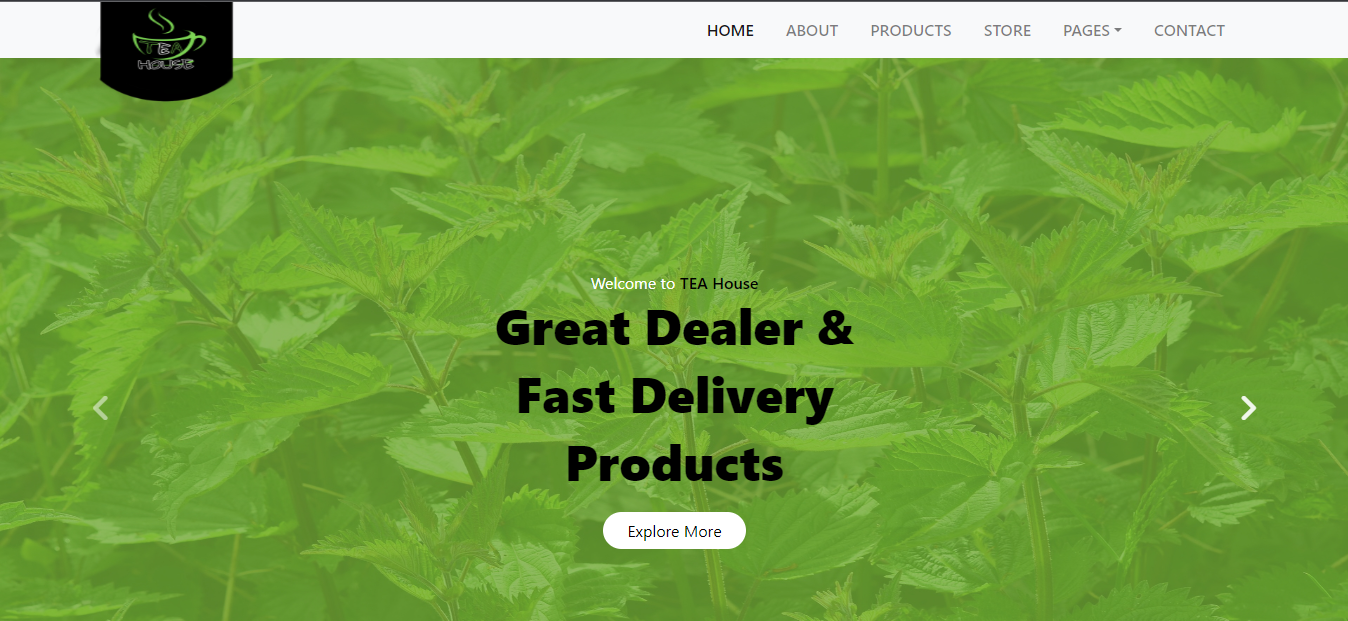 TEA
HOUSE
HOME ABOUT PRODUCTS STORE PAGES CONTACT
Welcome to TEA House
Great Dealer &
Fast Delivery
Products
Explore More